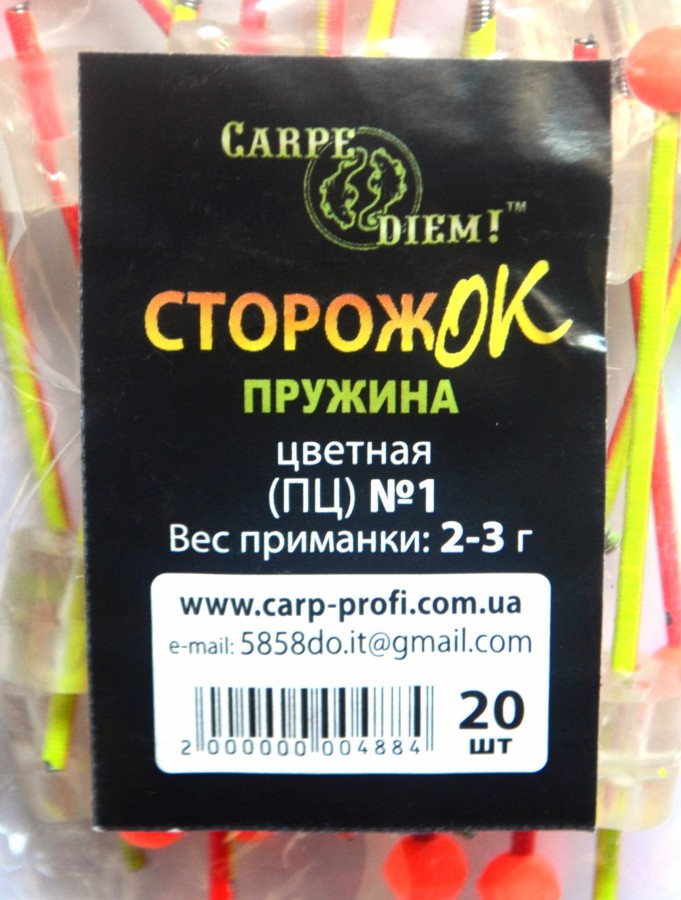 CARPE
DIEM!™
СТОРОЖОК
ПРУЖИНА
цветная
(ПЦ) №1
Вес приманки: 2-3 г
www.carp-profi.com.ua
e-mail: 5858do.it@gmail.com
2 000000 004884
20
шт